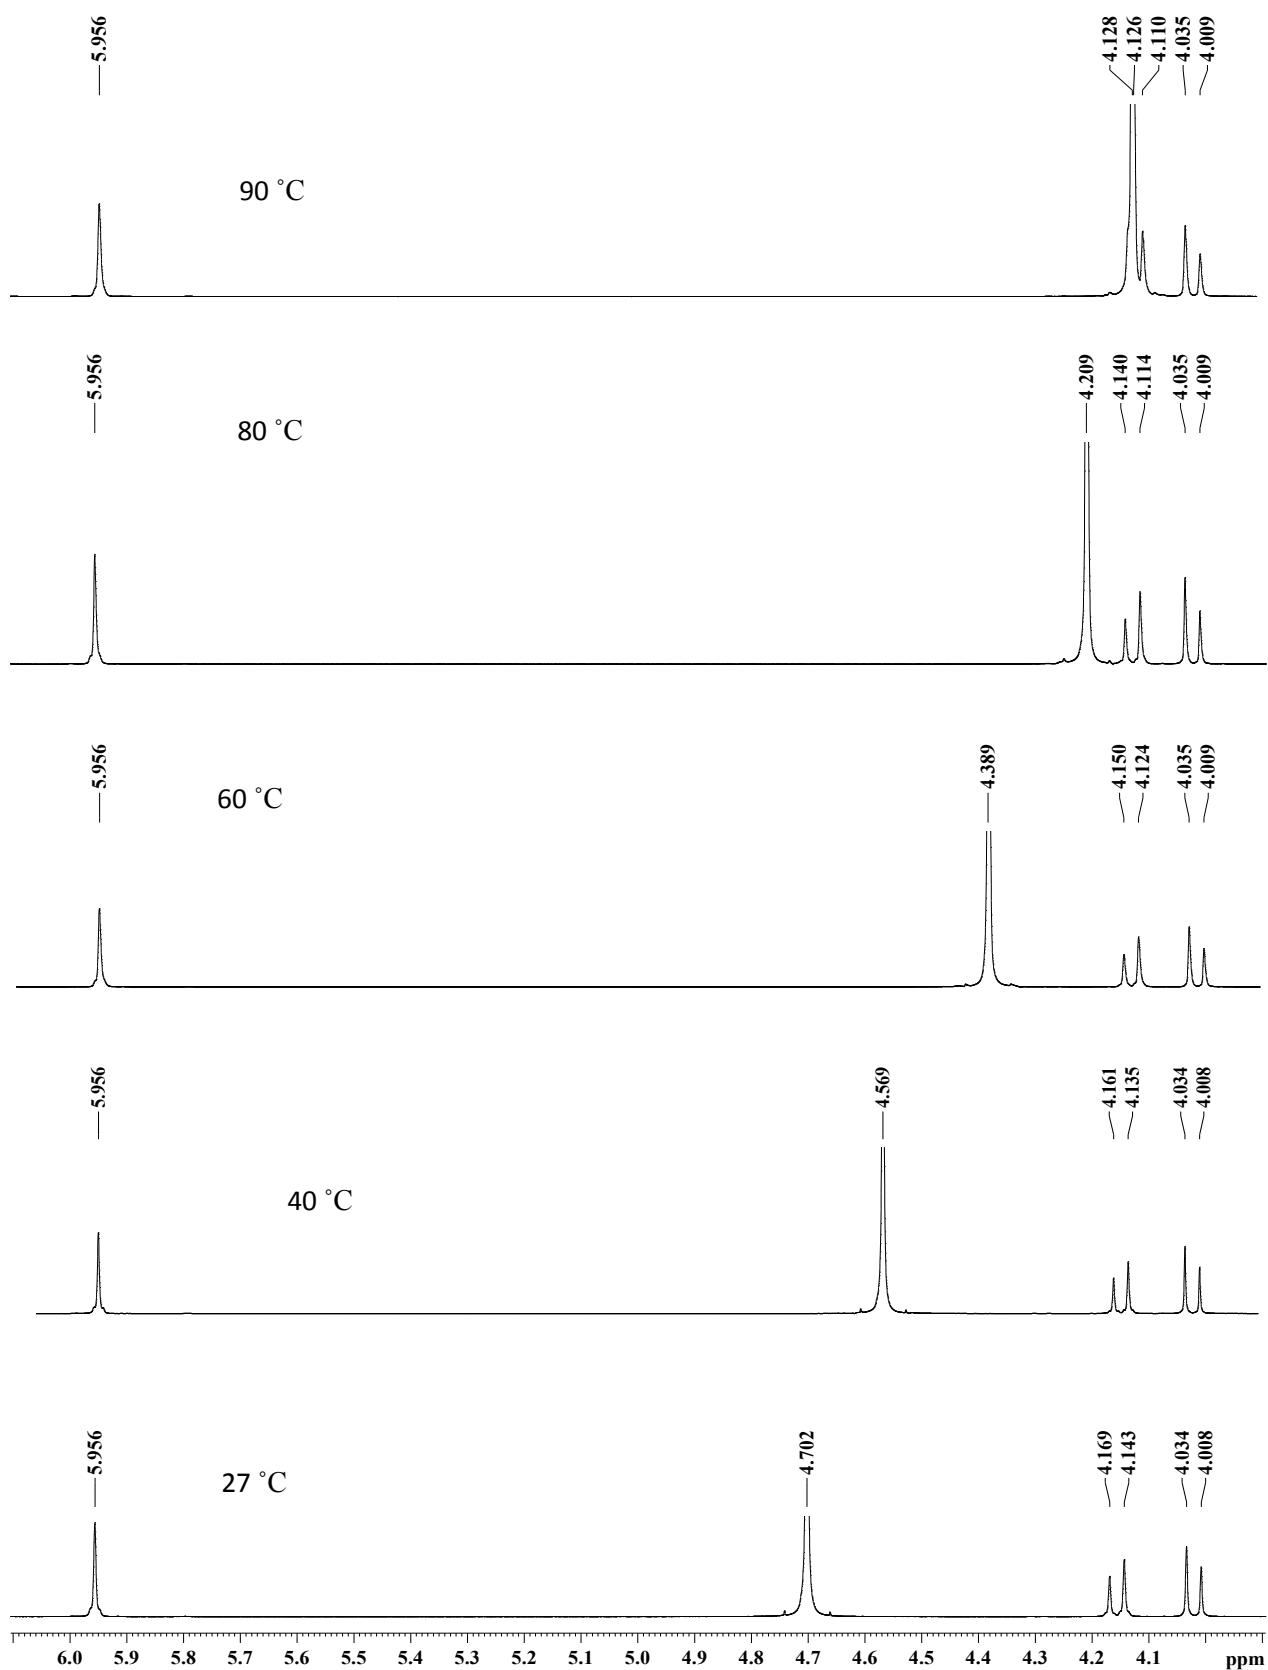 5.956 4.128 4.126 4.110 4.035 4.009
90 °C
5.956 4.209 4.140 4.114 4.035 4.009
80 °C
5.956 4.389 4.150 4.124 4.035 4.009
60 °C
5.956 4.569 4.161 4.135 4.034 4.008
40 °C
5.956 4.702 4.169 4.143 4.034 4.008
27 °C
6.0 5.9 5.8 5.7 5.6 5.5 5.4 5.3 5.2 5.1 5.0 4.9 4.8 4.7 4.6 4.5 4.4 4.3 4.2 4.1 ppm